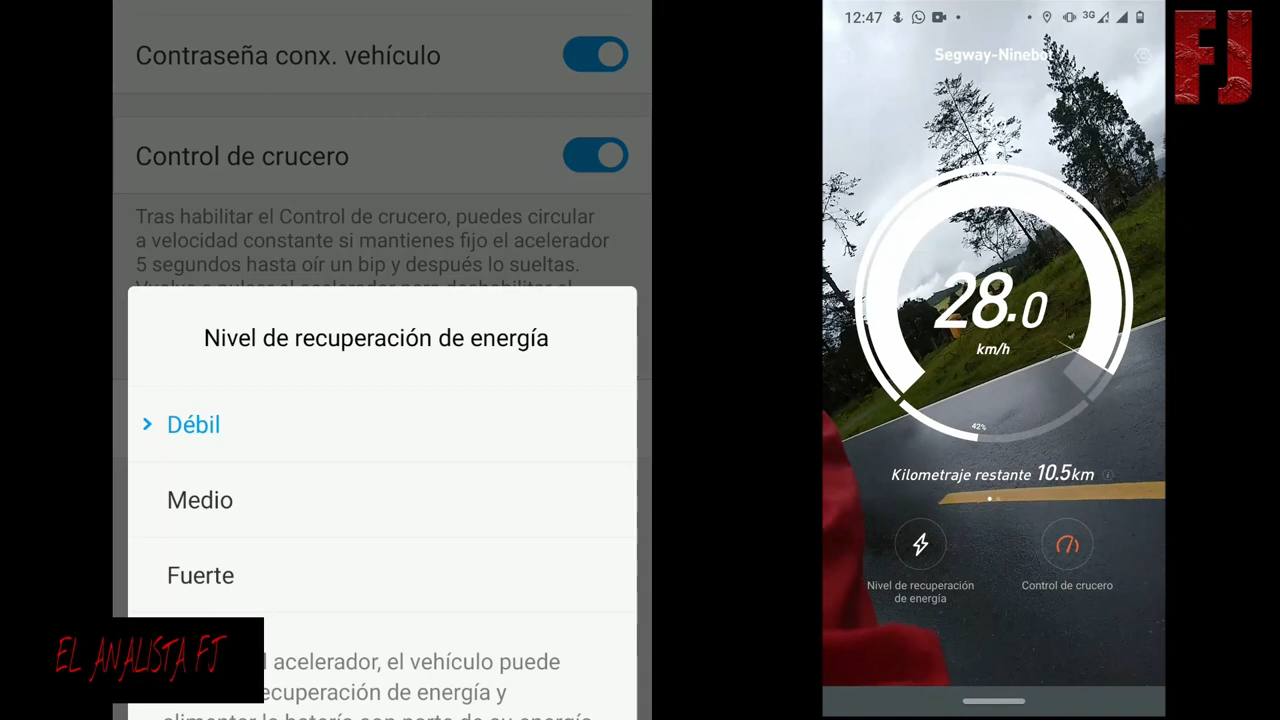 Contraseña conx. vehículo
Control de crucero
Tras habilitar el Control de crucero, puedes circular
a velocidad constante si mantienes fijo el acelerador
5 segundos hasta oír un bip y después lo sueltas.
Nivel de recuperación de energía
Débil
Medio
Fuerte
acelerador, el vehículo puede
recuperación de energía y
EL ANALISTA FJ
12:47
3G
Segway-Ninebo
28.0
km/h
42%
Kilometraje restante 10.5km
Nivel de recuperación
de energía
Control de crucero
FJ